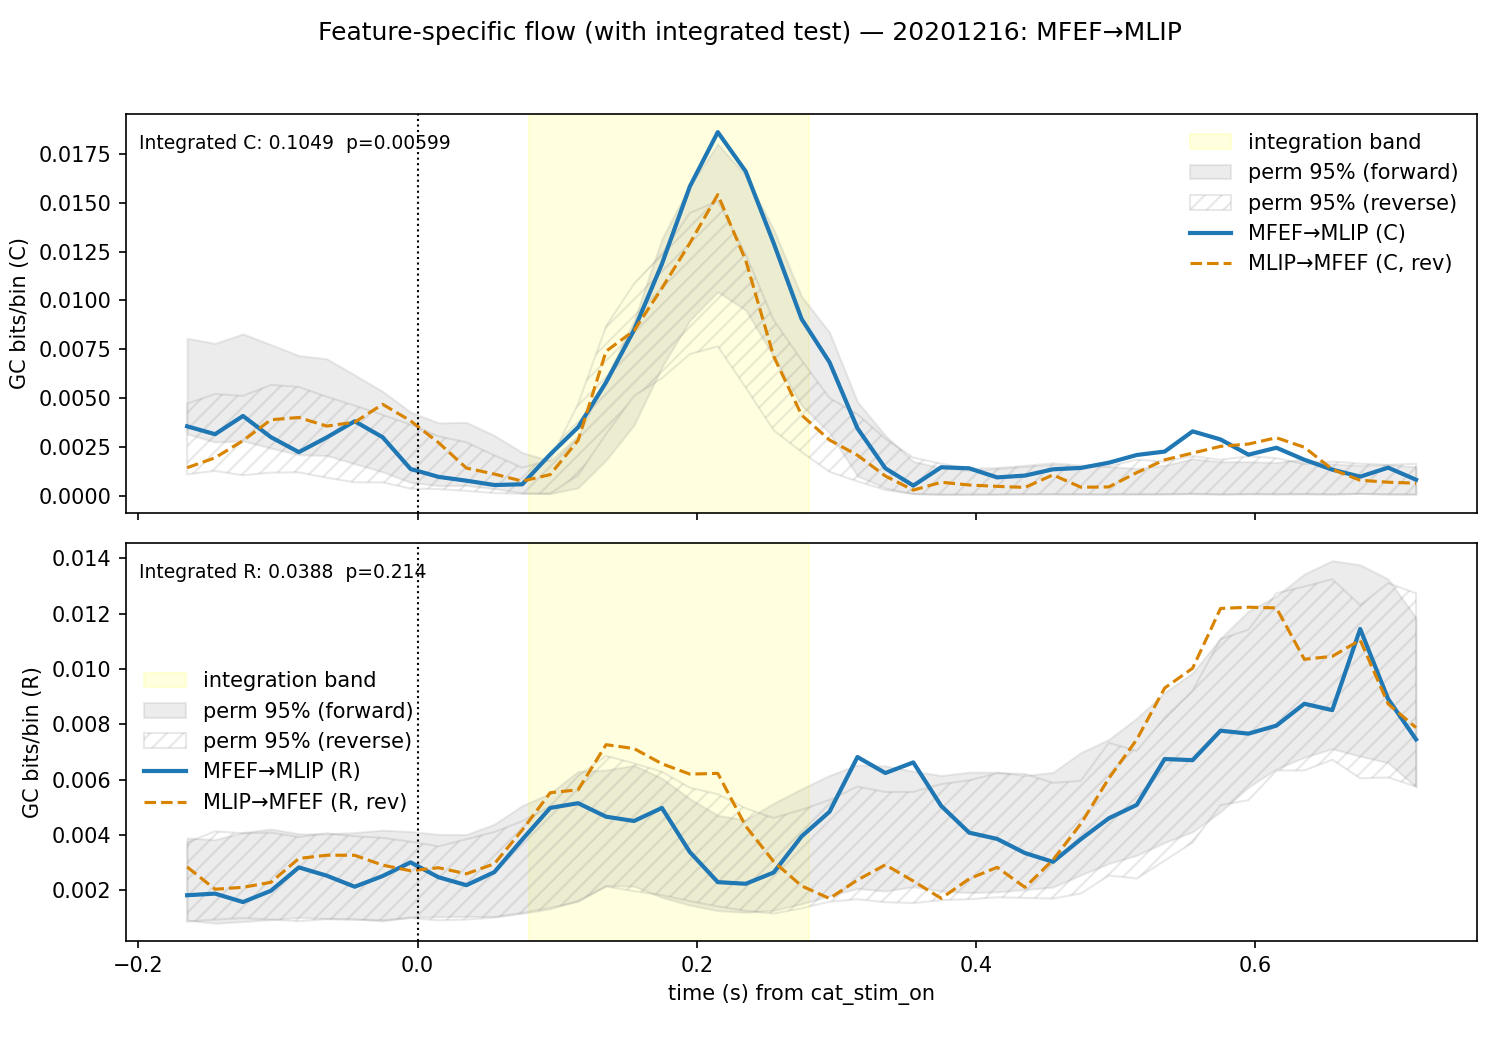 Feature-specific flow (with integrated test) — 20201216: MFEF→MLIP
Integrated C: 0.1049  p=0.00599
integration band
perm 95% (forward)
perm 95% (reverse)
MFEF→MLIP (C)
MLIP→MFEF (C, rev)
GC bits/bin (C)
0.0175
0.0150
0.0125
0.0100
0.0075
0.0050
0.0025
0.0000
Integrated R: 0.0388  p=0.214
integration band
perm 95% (forward)
perm 95% (reverse)
MFEF→MLIP (R)
MLIP→MFEF (R, rev)
GC bits/bin (R)
0.014
0.012
0.010
0.008
0.006
0.004
0.002
−0.2 0.0 0.2 0.4 0.6
time (s) from cat_stim_on